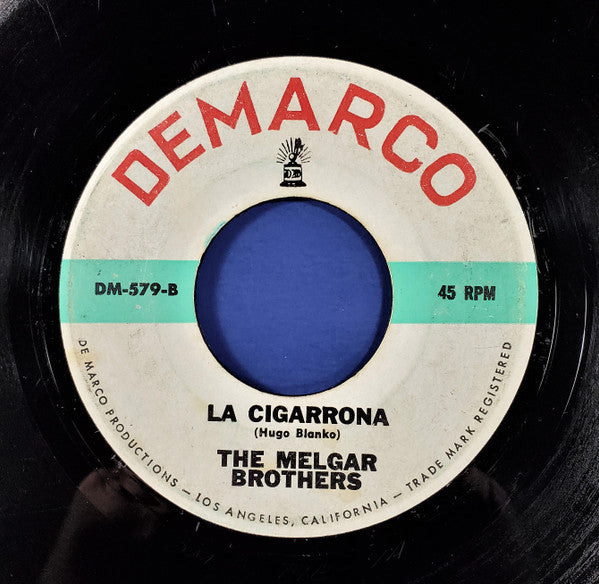 DEMARCO
DM-579-B
45 RPM
LA CIGARRONA
(Hugo Blanko)
THE MELGAR
BROTHERS
DE MARCO PRODUCTIONS — LOS ANGELES, CALIFORNIA — TRADE MARK REGISTERED